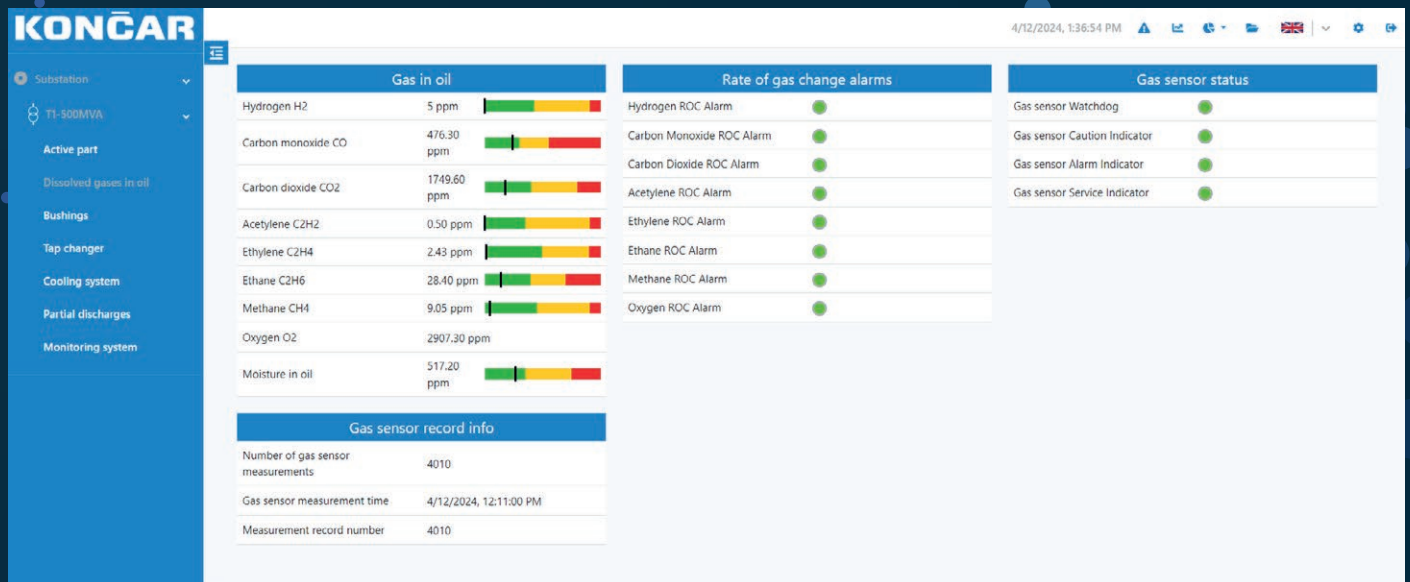 KONČAR
4/12/2024, 1:36:54 PM
Substation
T1-500MVA
Active part
Dissolved gases in oil
Bushings
Tap changer
Cooling system
Partial discharges
Monitoring system
Gas in oil
Hydrogen H2 5 ppm
Carbon monoxide CO 476.30
ppm
Carbon dioxide CO2 1749.60
ppm
Acetylene C2H2 0.50 ppm
Ethylene C2H4 2.43 ppm
Ethane C2H6 28.40 ppm
Methane CH4 9.05 ppm
Oxygen O2 2907.30 ppm
Moisture in oil 517.20
ppm
Gas sensor record info
Number of gas sensor
measurements 4010
Gas sensor measurement time 4/12/2024, 12:11:00 PM
Measurement record number 4010
Rate of gas change alarms
Hydrogen ROC Alarm
Carbon Monoxide ROC Alarm
Carbon Dioxide ROC Alarm
Acetylene ROC Alarm
Ethylene ROC Alarm
Ethane ROC Alarm
Methane ROC Alarm
Oxygen ROC Alarm
Gas sensor status
Gas sensor Watchdog
Gas sensor Caution Indicator
Gas sensor Alarm Indicator
Gas sensor Service Indicator